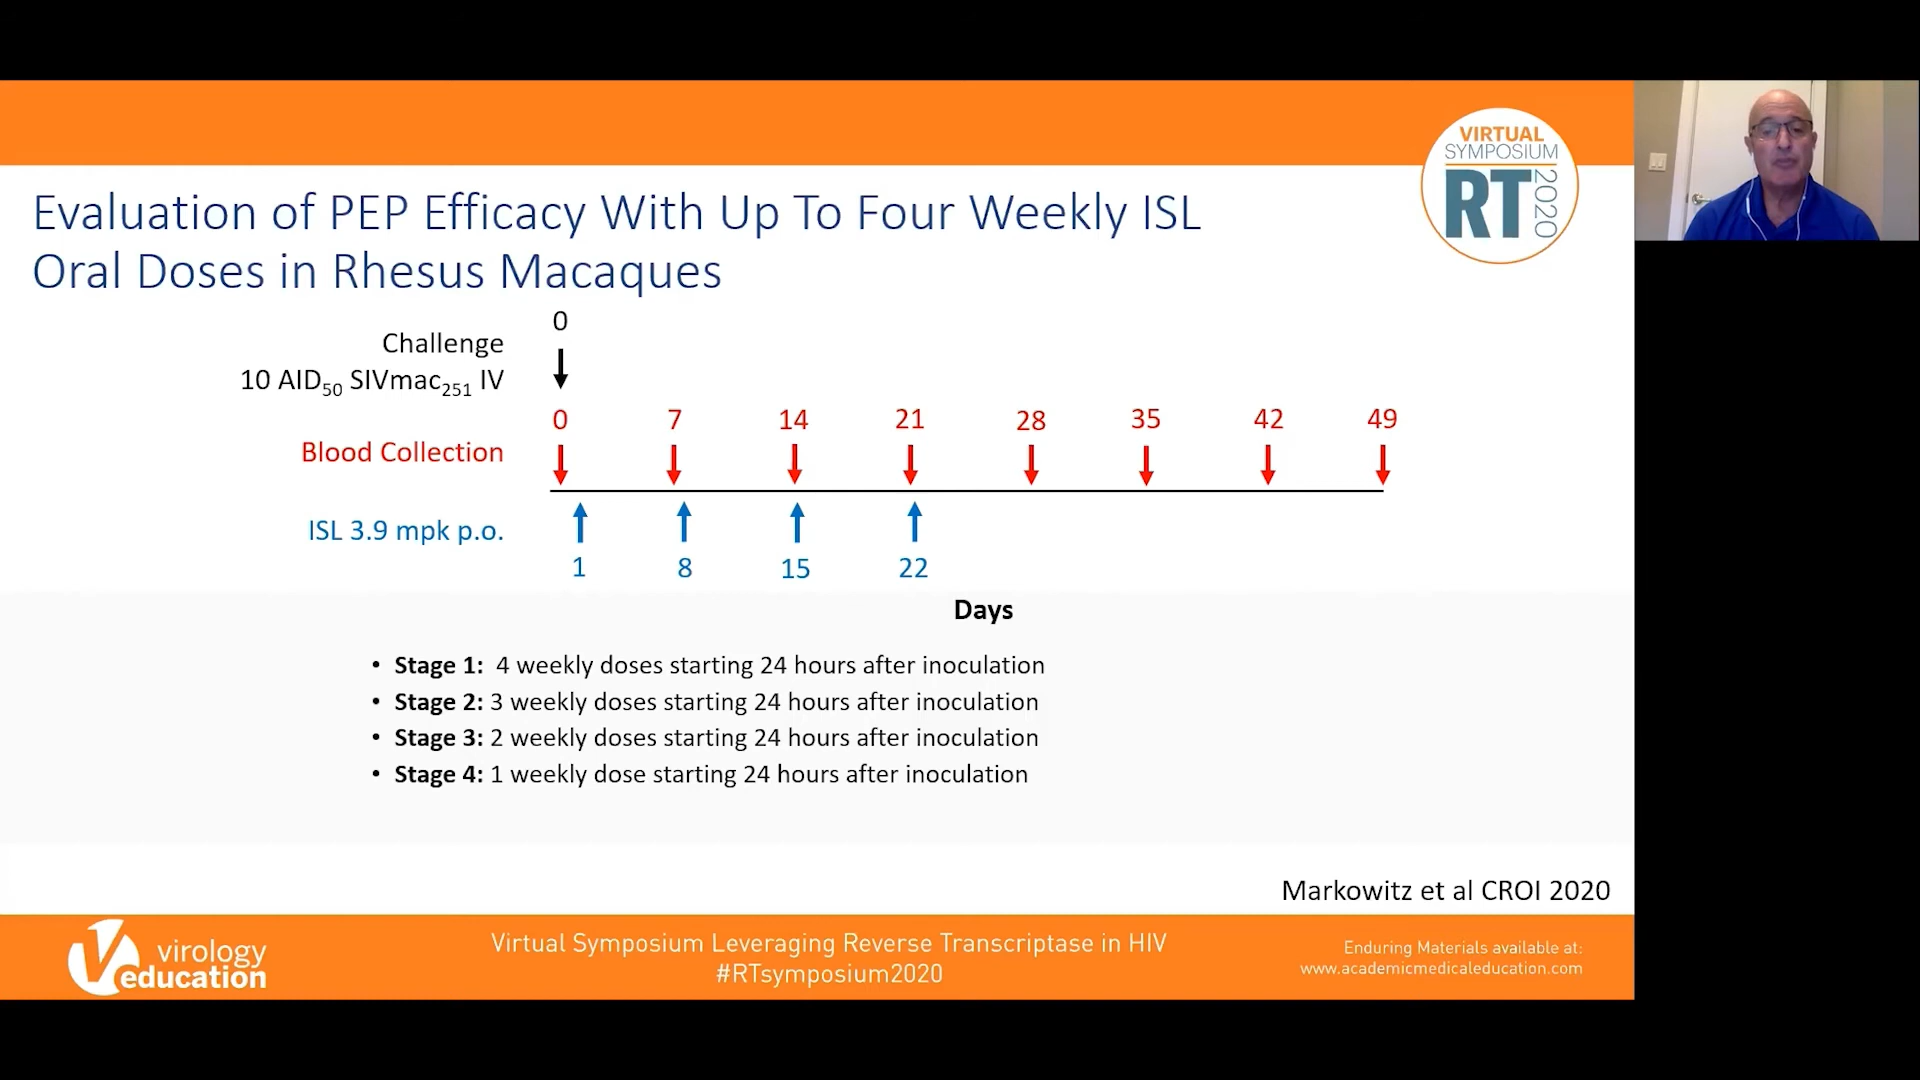 VIRTUAL
SYMPOSIUM
RT 2020
Evaluation of PEP Efficacy With Up To Four Weekly ISL
Oral Doses in Rhesus Macaques
0
Challenge
10 AID50 SIVmac251 IV
0 7 14 21 28 35 42 49
Blood Collection
ISL 3.9 mpk p.o.
1 8 15 22
Days
• Stage 1: 4 weekly doses starting 24 hours after inoculation
• Stage 2: 3 weekly doses starting 24 hours after inoculation
• Stage 3: 2 weekly doses starting 24 hours after inoculation
• Stage 4: 1 weekly dose starting 24 hours after inoculation
Markowitz et al CROI 2020
virology
education
Virtual Symposium Leveraging Reverse Transcriptase in HIV
#RTsymposium2020
Enduring Materials available at:
www.academicmedicaleducation.com